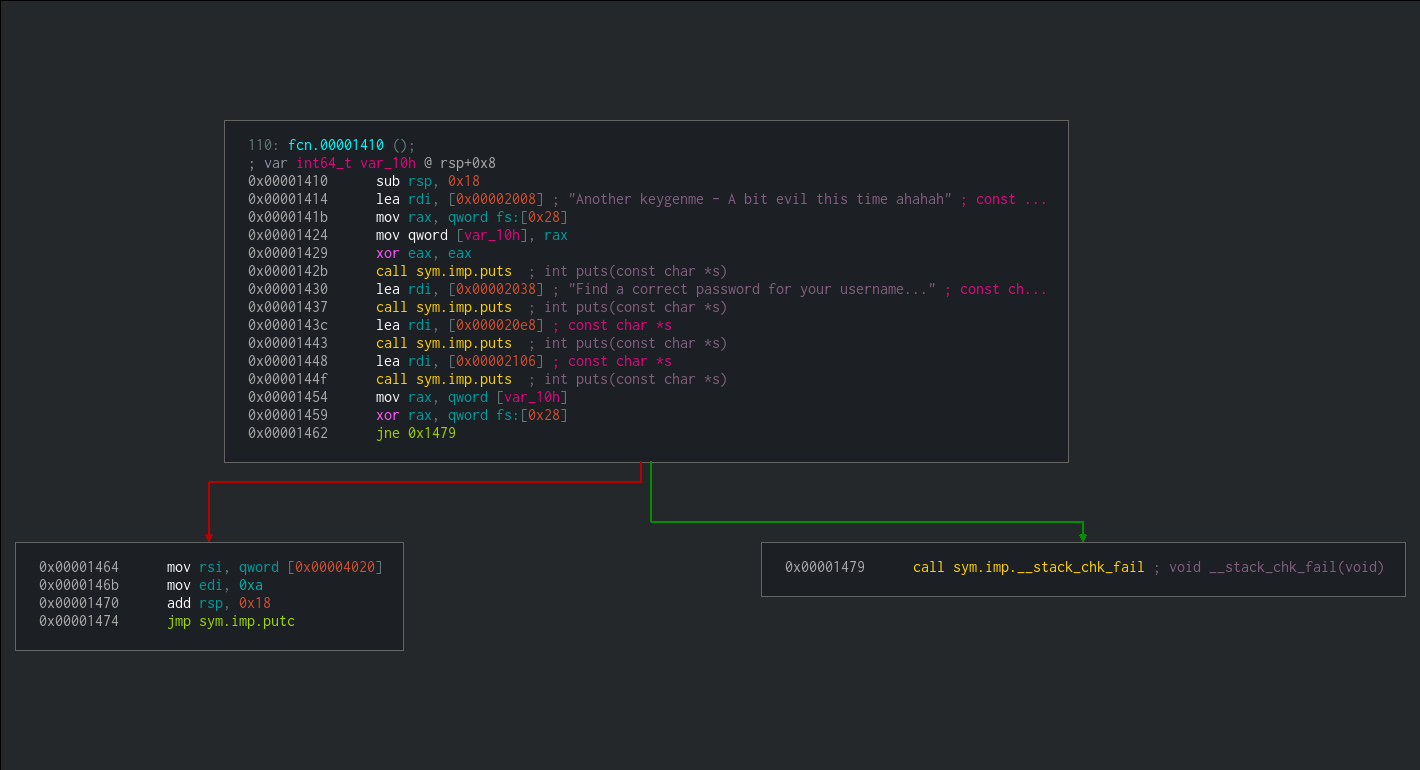 110: fcn.00001410 ();
; var int64_t var_10h @ rsp+0x8
0x00001410 sub rsp, 0x18
0x00001414 lea rdi, [0x00002008] ; "Another keygenme - A bit evil this time ahahah" ; const ...
0x0000141b mov rax, qword fs:[0x28]
0x00001424 mov qword [var_10h], rax
0x00001429 xor eax, eax
0x0000142b call sym.imp.puts ; int puts(const char *s)
0x00001430 lea rdi, [0x00002038] ; "Find a correct password for your username..." ; const ch...
0x00001437 call sym.imp.puts ; int puts(const char *s)
0x0000143c lea rdi, [0x000020e8] ; const char *s
0x00001443 call sym.imp.puts ; int puts(const char *s)
0x00001448 lea rdi, [0x00002106] ; const char *s
0x0000144f call sym.imp.puts ; int puts(const char *s)
0x00001454 mov rax, qword [var_10h]
0x00001459 xor rax, qword fs:[0x28]
0x00001462 jne 0x1479
0x00001464 mov rsi, qword [0x00004020]
0x0000146b mov edi, 0xa
0x00001470 add rsp, 0x18
0x00001474 jmp sym.imp.putc
0x00001479 call sym.imp.__stack_chk_fail ; void __stack_chk_fail(void)